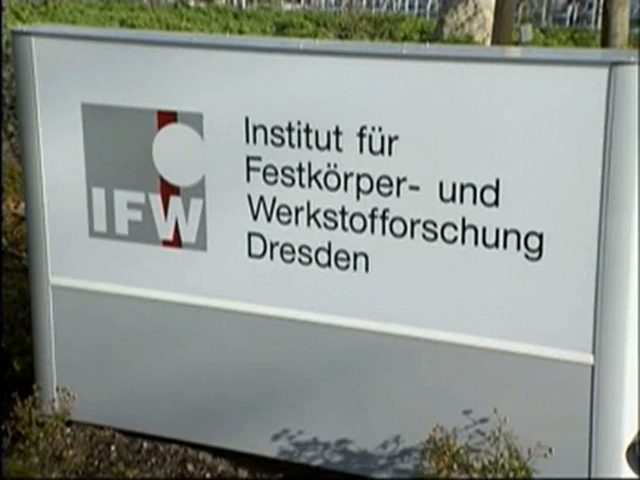 IFW
Institut für
Festkörper- und
Werkstofforschung
Dresden